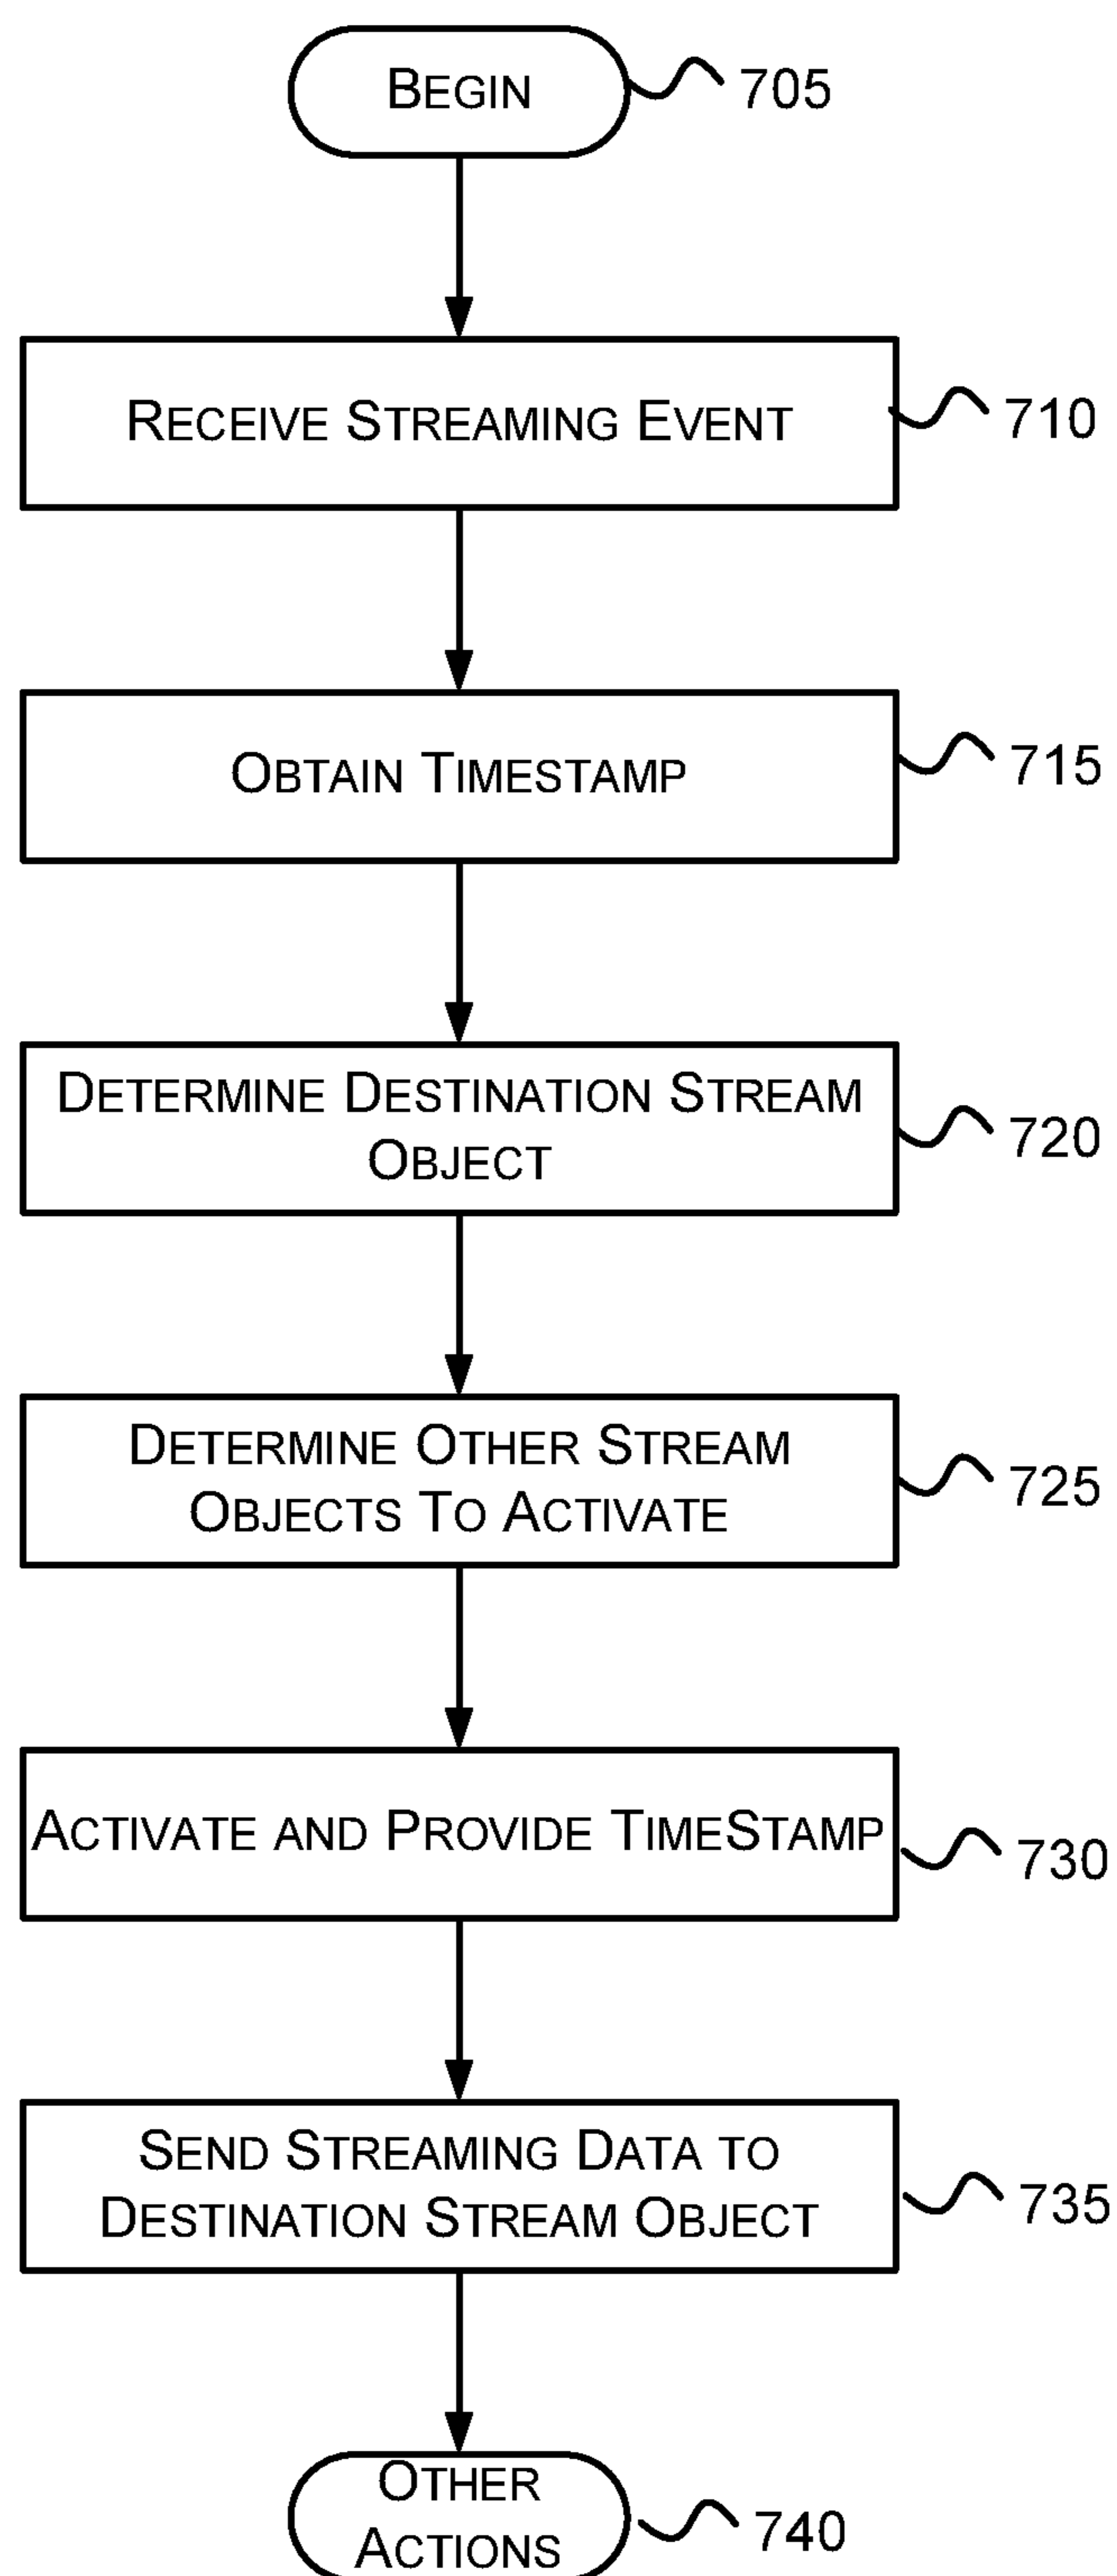 BEGIN
705
RECEIVE STREAMING EVENT
710
OBTAIN TIMESTAMP
715
DETERMINE DESTINATION STREAM
OBJECT
720
DETERMINE OTHER STREAM
OBJECTS TO ACTIVATE
725
ACTIVATE AND PROVIDE TIMESTAMP
730
SEND STREAMING DATA TO
DESTINATION STREAM OBJECT
735
OTHER
ACTIONS
740